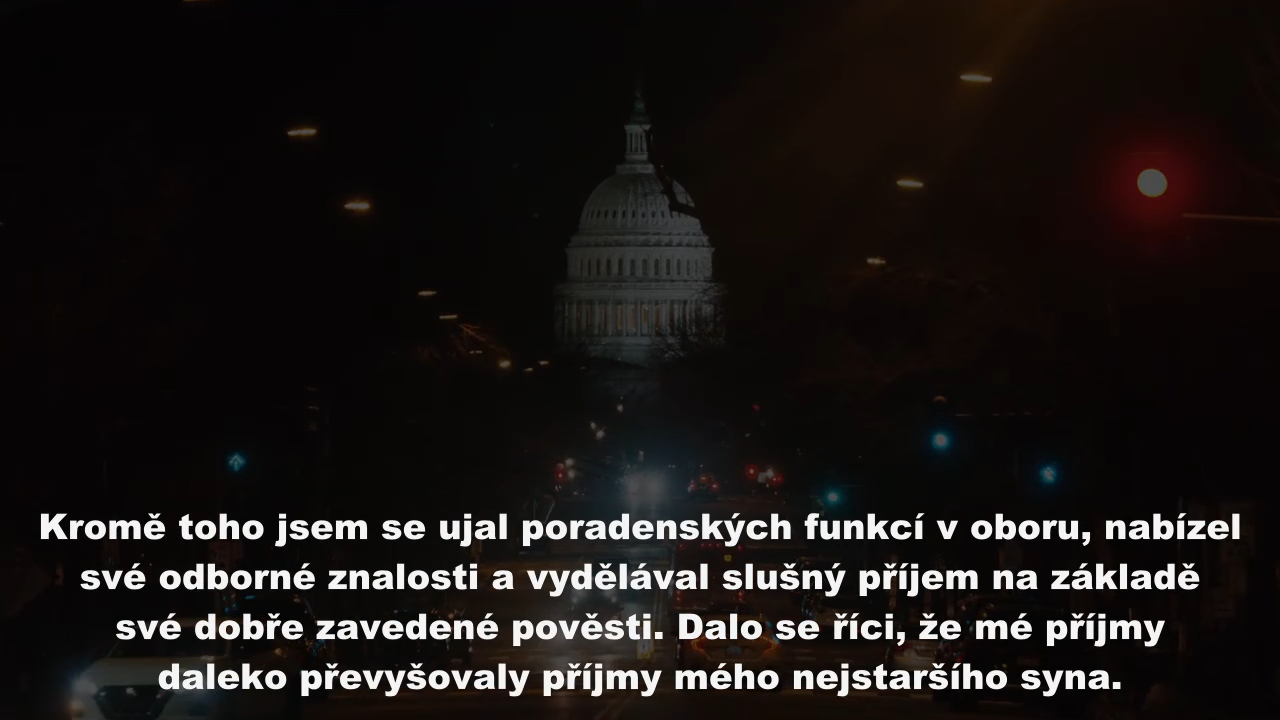 Kromě toho jsem se ujal poradenských funkcí v oboru, nabízel
své odborné znalosti a vydělával slušný příjem na základě
své dobře zavedené pověsti. Dalo se říci, že mé příjmy
daleko převyšovaly příjmy mého nejstaršího syna.